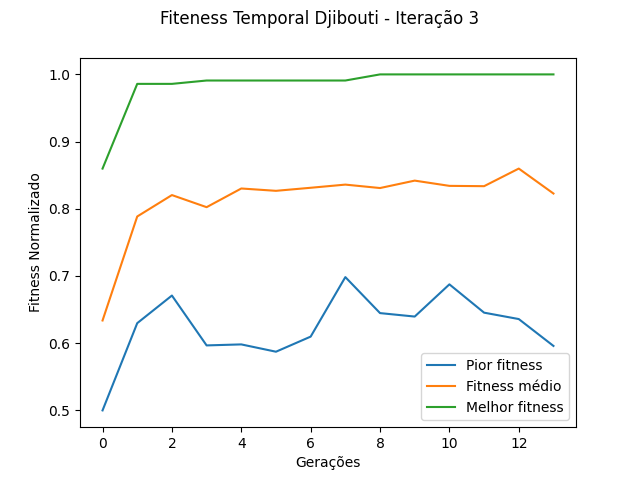 Fiteness Temporal Djibouti - Iteração 3
Fitness Normalizado
1.0
0.9
0.8
0.7
0.6
0.5
0 2 4 6 8 10 12
Gerações
Pior fitness
Fitness médio
Melhor fitness